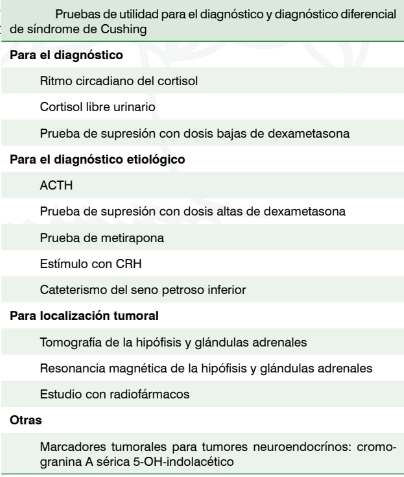 Pruebas de utilidad para el diagnóstico y diagnóstico diferencial
de síndrome de Cushing
Para el diagnóstico
Ritmo circadiano del cortisol
Cortisol libre urinario
Prueba de supresión con dosis bajas de dexametasona
Para el diagnóstico etiológico
ACTH
Prueba de supresión con dosis altas de dexametasona
Prueba de metirapona
Estímulo con CRH
Cateterismo del seno petroso inferior
Para localización tumoral
Tomografía de la hipófisis y glándulas adrenales
Resonancia magnética de la hipófisis y glándulas adrenales
Estudio con radiofármacos
Otras
Marcadores tumorales para tumores neuroendocrínos: cromo-
granina A sérica 5-OH-indolacético